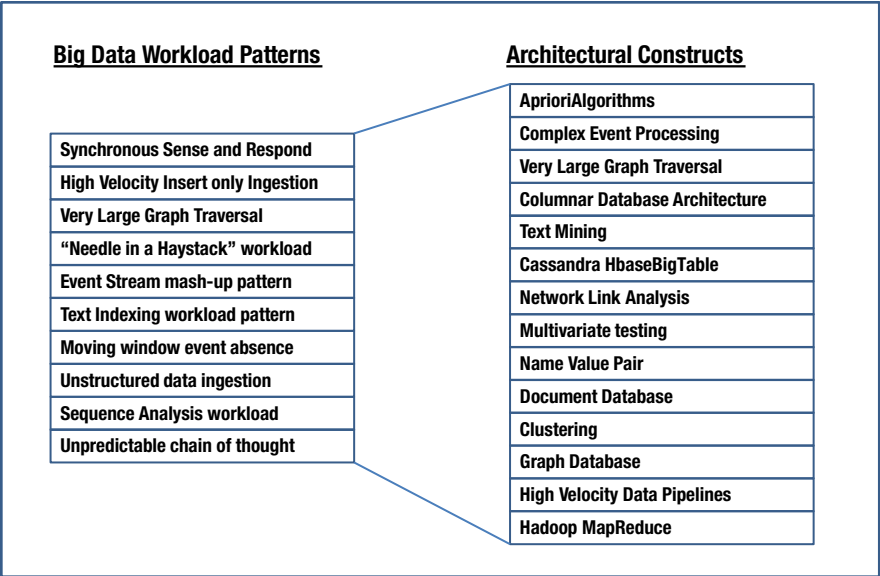 Big Data Workload Patterns
Synchronous Sense and Respond
High Velocity Insert only Ingestion
Very Large Graph Traversal
“Needle in a Haystack” workload
Event Stream mash-up pattern
Text Indexing workload pattern
Moving window event absence
Unstructured data ingestion
Sequence Analysis workload
Unpredictable chain of thought
Architectural Constructs
AprioriAlgorithms
Complex Event Processing
Very Large Graph Traversal
Columnar Database Architecture
Text Mining
Cassandra HbaseBigTable
Network Link Analysis
Multivariate testing
Name Value Pair
Document Database
Clustering
Graph Database
High Velocity Data Pipelines
Hadoop MapReduce